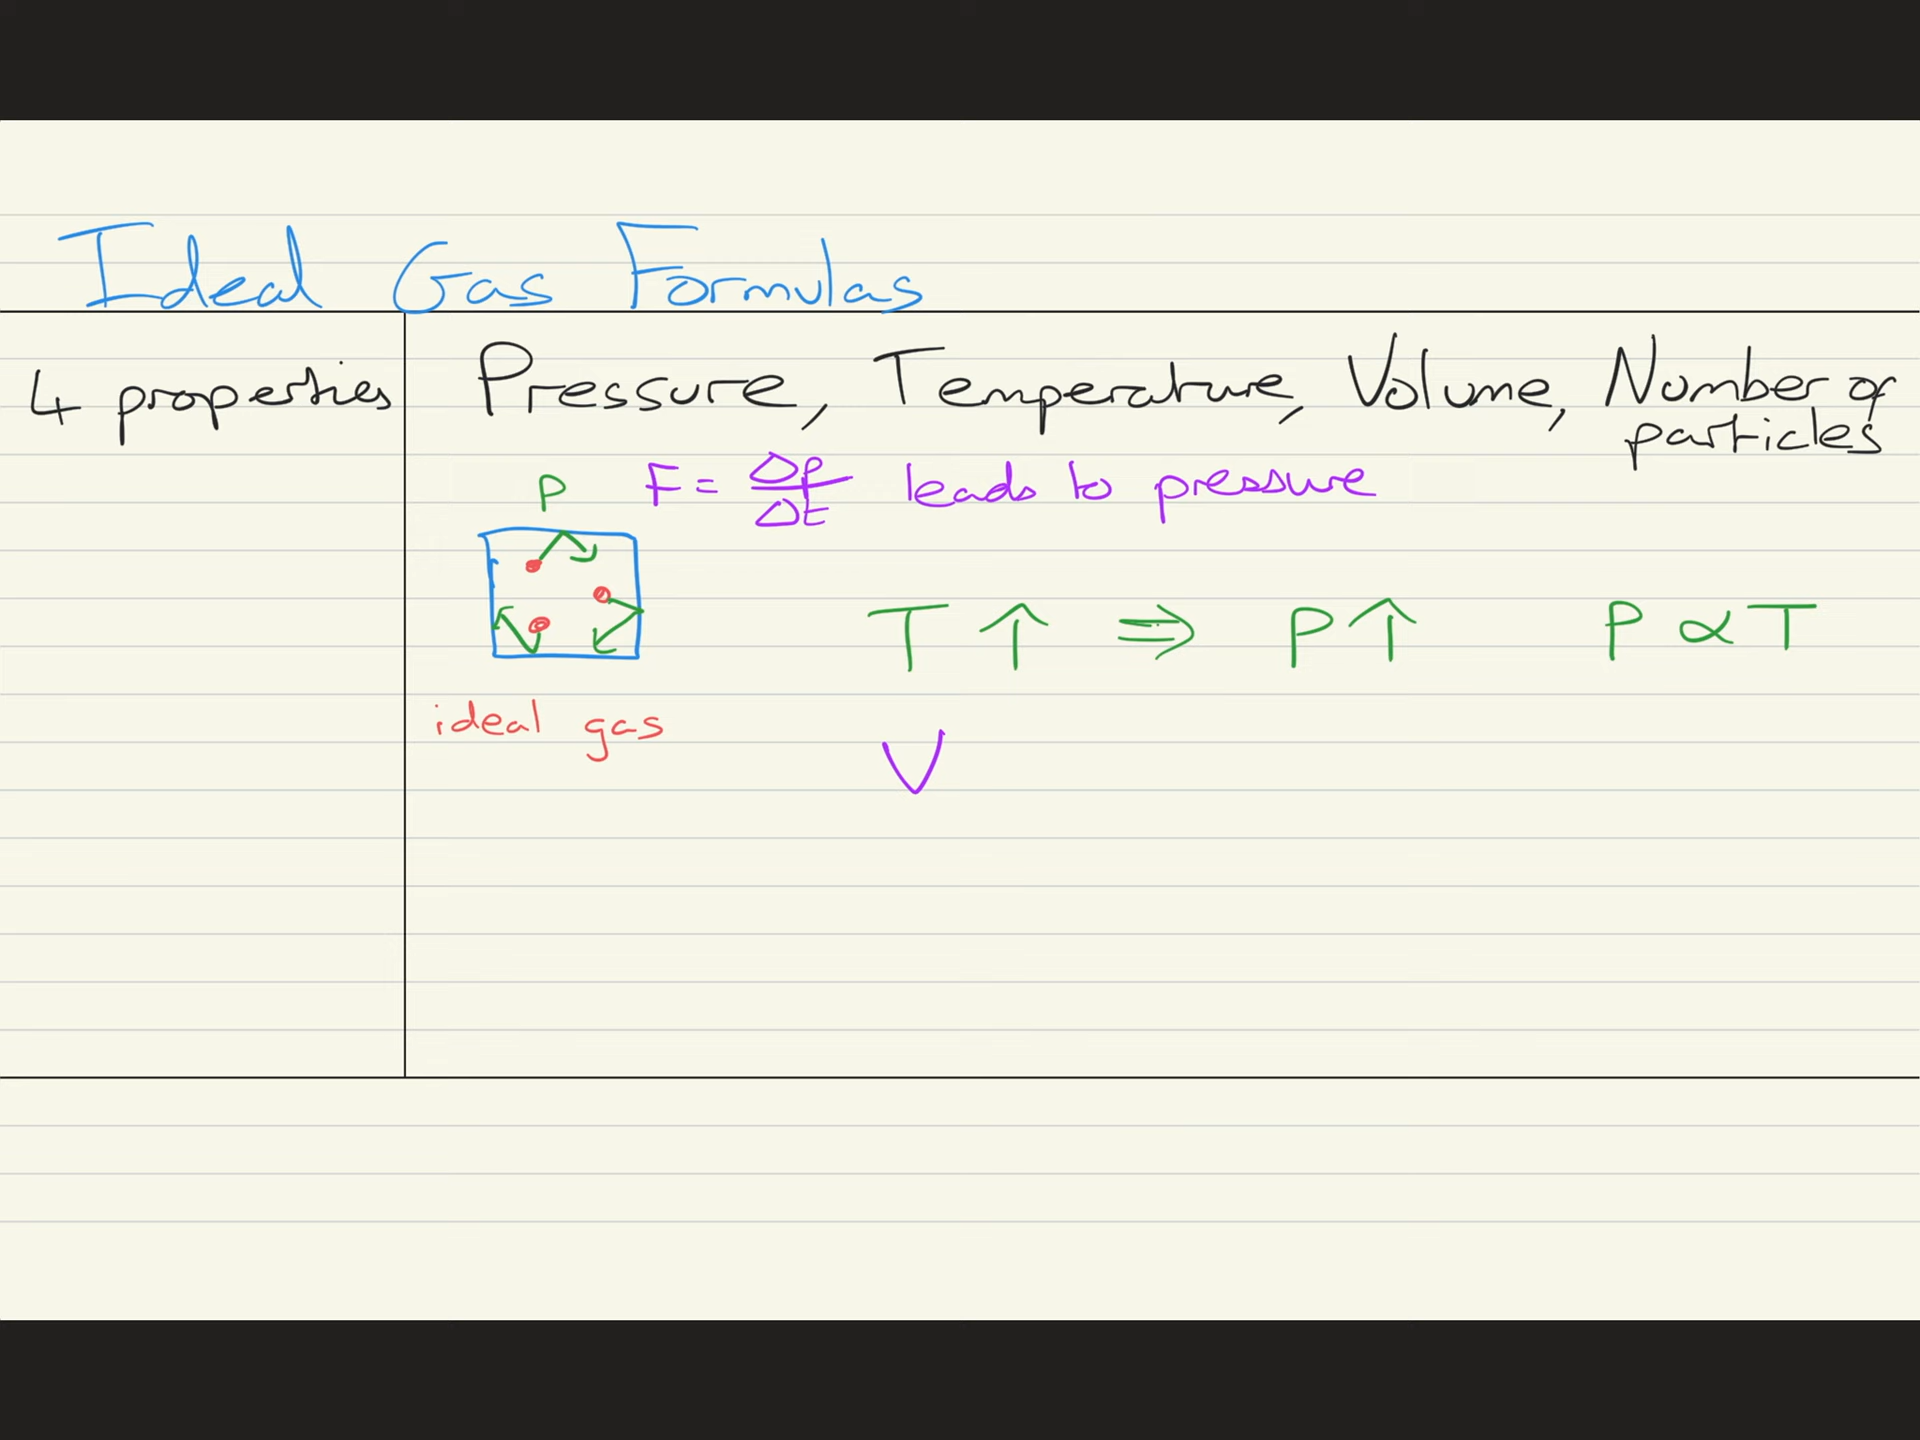 Ideal Gas Formulas
4 properties
Pressure, Temperature, Volume, Number of
particles
P
F = Δp/Δt leads to pressure
T ↑ ⇒ P ↑ P ∝ T
ideal gas
V